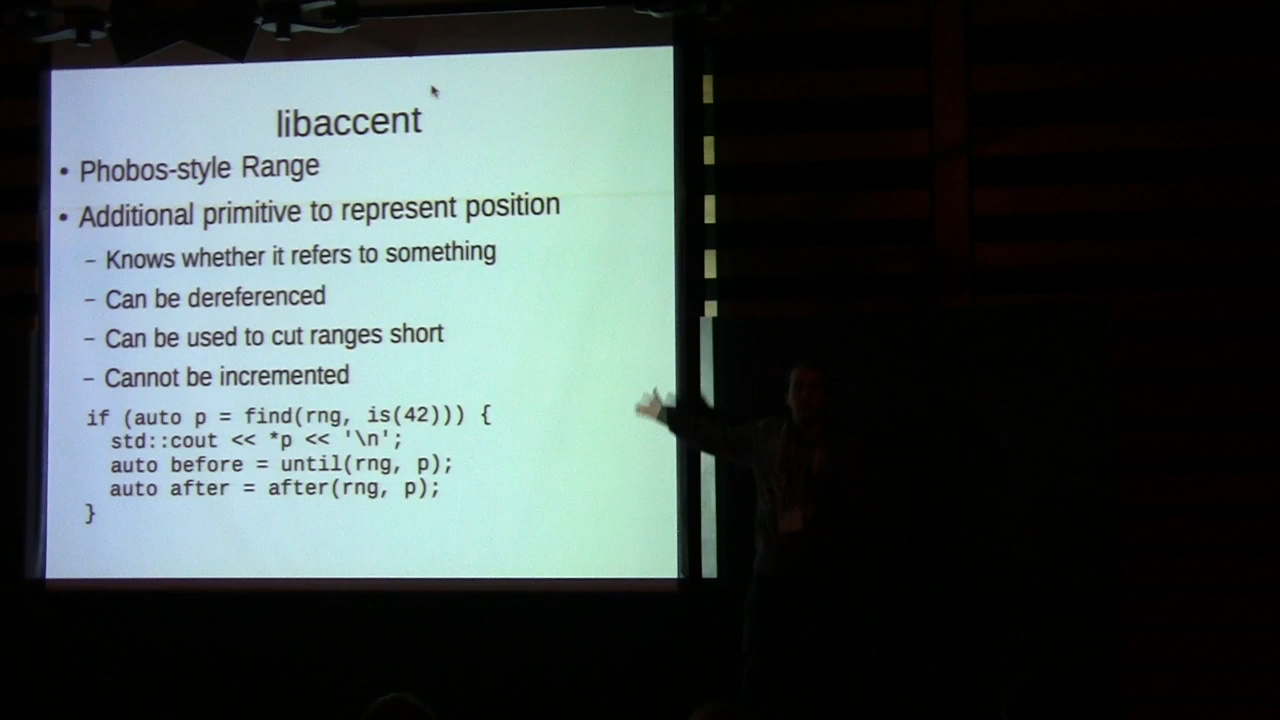 libaccent
• Phobos-style Range
• Additional primitive to represent position
– Knows whether it refers to something
– Can be dereferenced
– Can be used to cut ranges short
– Cannot be incremented
if (auto p = find(rng, is(42))) {
  std::cout << *p << '\n';
  auto before = until(rng, p);
  auto after = after(rng, p);
}